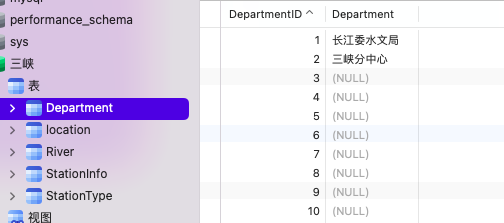 mysql
performance_schema
sys
三峡
表
Department
location
River
StationInfo
StationType
视图
DepartmentID Department
1 长江委水文局
2 三峡分中心
3 (NULL)
4 (NULL)
5 (NULL)
6 (NULL)
7 (NULL)
8 (NULL)
9 (NULL)
10 (NULL)